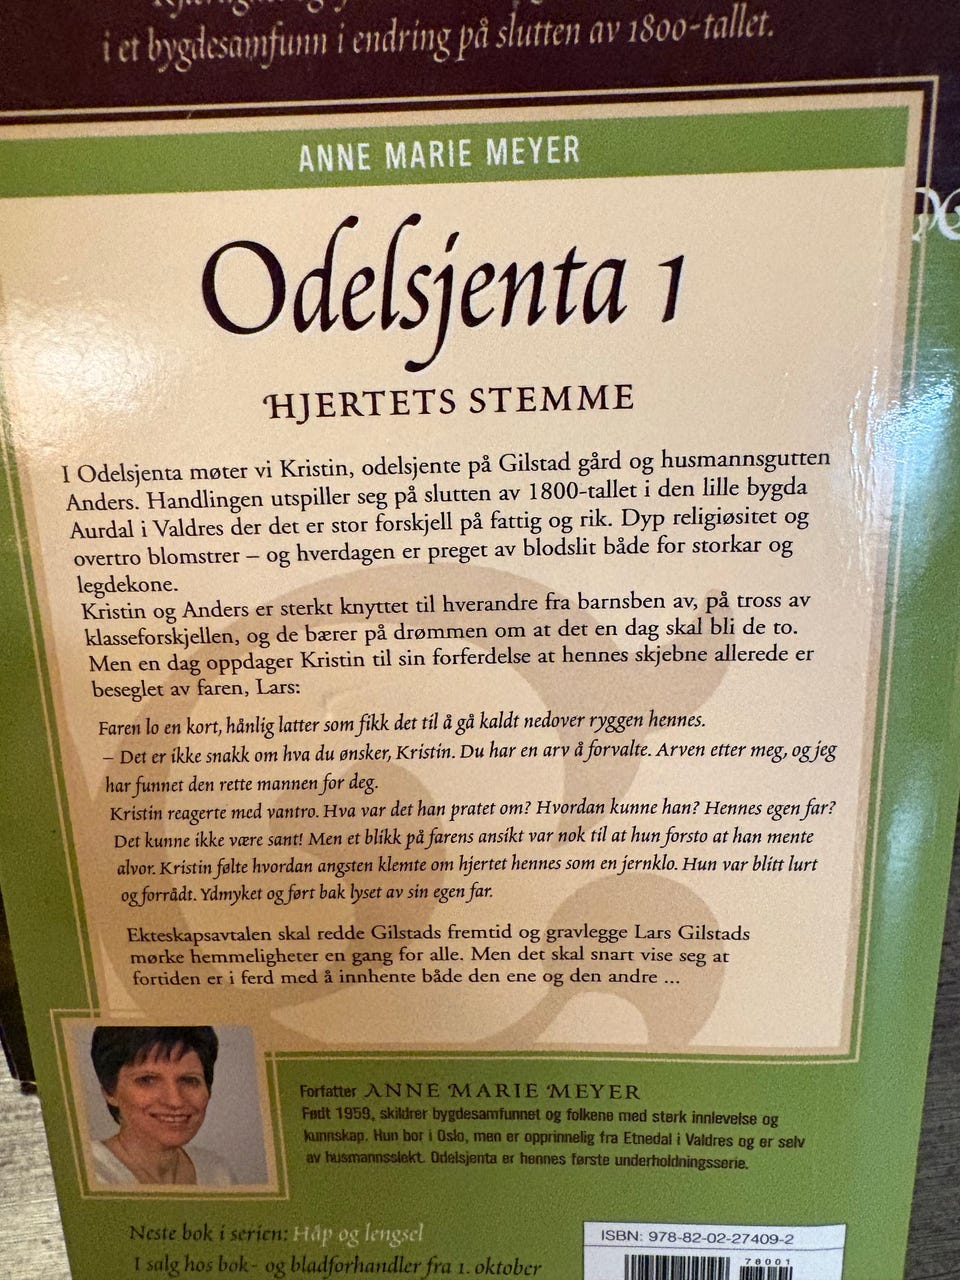 i et bygdesamfunn i endring på slutten av 1800-tallet.
ANNE MARIE MEYER
Odelsjenta 1
HJERTETS STEMME
I Odelsjenta møter vi Kristin, odelsjente på Gilstad gård og husmannsgutten
Anders. Handlingen utspiller seg på slutten av 1800-tallet i den lille bygda
Aurdal i Valdres der det er stor forskjell på fattig og rik. Dyp religiøsitet og
overtro blomstrer – og hverdagen er preget av blodslit både for storkar og
legdekone.
Kristin og Anders er sterkt knyttet til hverandre fra barnsben av, på tross av
klasseforskjellen, og de bærer på drømmen om at det en dag skal bli de to.
Men en dag oppdager Kristin til sin forferdelse at hennes skjebne allerede er
beseglet av faren, Lars:
Faren lo en kort, hånlig latter som fikk det til å gå kaldt nedover ryggen hennes.
– Det er ikke snakk om hva du ønsker, Kristin. Du har en arv å forvalte. Arven etter meg, og jeg
har funnet den rette mannen for deg.
Kristin reagerte med vantro. Hva var det han pratet om? Hvordan kunne han? Hennes egen far?
Det kunne ikke være sant! Men et blikk på farens ansikt var nok til at hun forsto at han mente
alvor. Kristin følte hvordan angsten klemte om hjertet hennes som en jernklo. Hun var blitt lurt
og forrådt. Ydmyket og ført bak lyset av sin egen far.
Ekteskapsavtalen skal redde Gilstads fremtid og gravlegge Lars Gilstads
mørke hemmeligheter en gang for alle. Men det skal snart vise seg at
fortiden er i ferd med å innhente både den ene og den andre ...
Forfatter ANNE MARIE MEYER
Født 1959, skildrer bygdesamfunnet og folkene med sterk innlevelse og
kunnskap. Hun bor i Oslo, men er opprinnelig fra Etnedal i Valdres og er selv
av husmannsslekt. Odelsjenta er hennes første underholdningsserie.
Neste bok i serien: Håp og lengsel
I salg hos bok- og bladforhandler fra 1. oktober
ISBN: 978-82-02-27409-2
78001